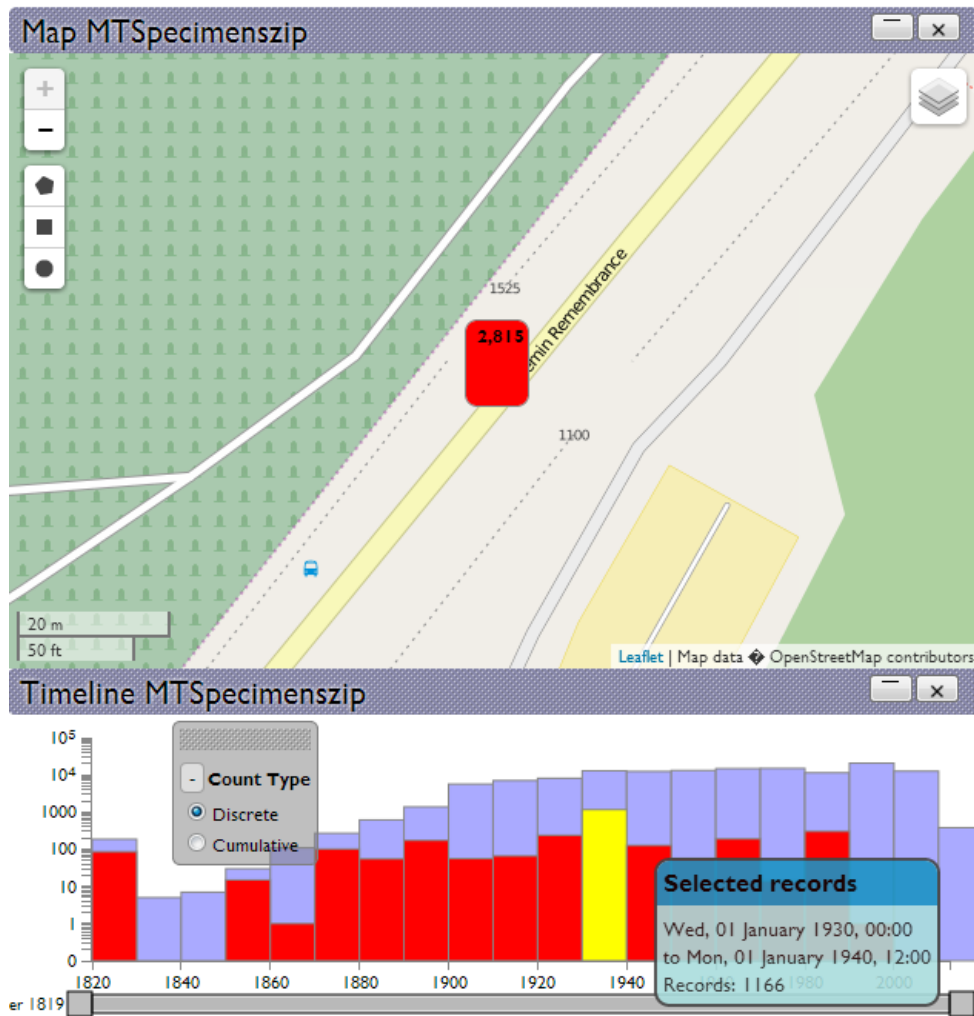 Map MTSpecimenszip
+
-
1525
2,815
emin Remembrance
1100
20 m
50 ft
Leaflet | Map data � OpenStreetMap contributors
Timeline MTSpecimenszip
- Count Type
Discrete
Cumulative
10⁵
10⁴
1000
100
10
1
0
Selected records
Wed, 01 January 1930, 00:00
to Mon, 01 January 1940, 12:00
Records: 1166
1820 1840 1860 1880 1900 1920 1940 1960 1980 2000
er 1819